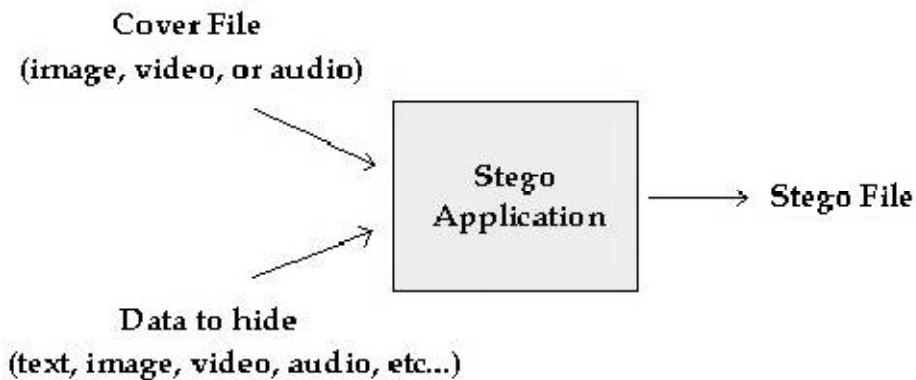 Cover File
(image, video, or audio)
Stego
Application
Stego File
Data to hide
(text, image, video, audio, etc...)